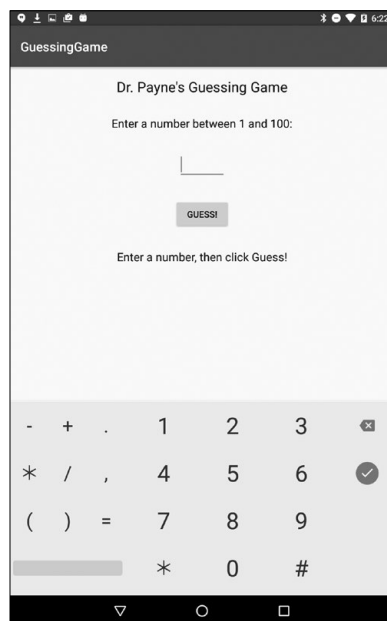 6:22
GuessingGame
Dr. Payne's Guessing Game
Enter a number between 1 and 100:
GUESS!
Enter a number, then click Guess!
- + . 1 2 3
* / , 4 5 6
( ) = 7 8 9
* 0 #